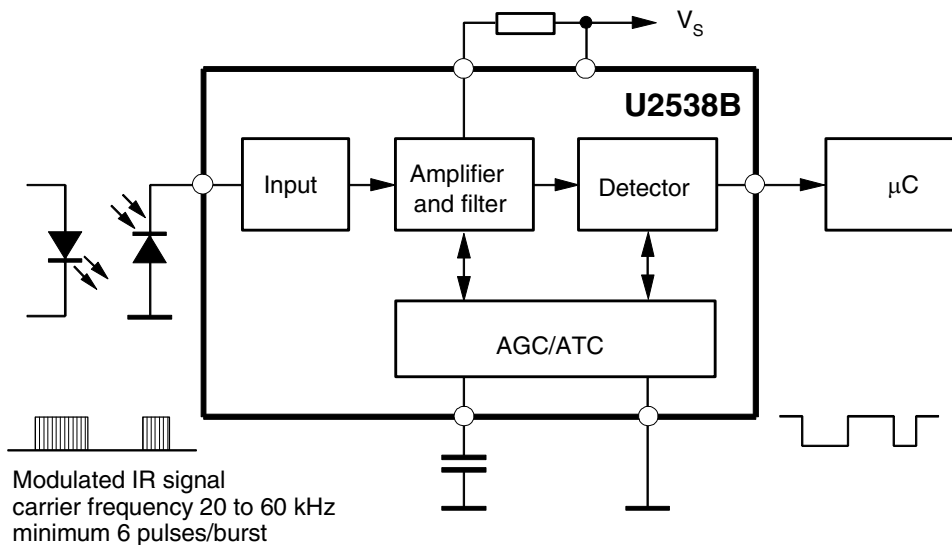 V_S
U2538B
Input
Amplifier
and filter
Detector
μC
AGC/ATC
Modulated IR signal
carrier frequency 20 to 60 kHz
minimum 6 pulses/burst